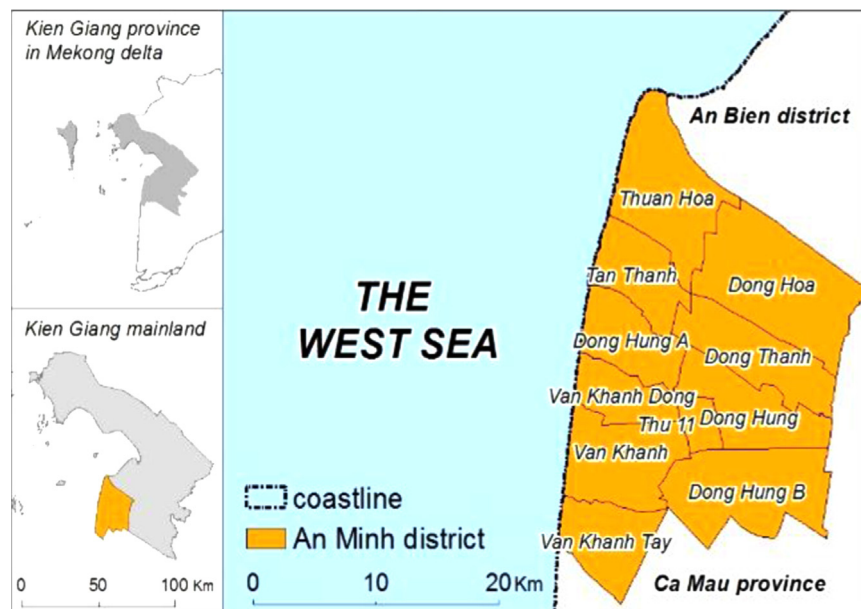 Kien Giang province
in Mekong delta
Kien Giang mainland
0 50 100 Km
THE
WEST SEA
coastline
An Minh district
0 10 20 Km
An Bien district
Thuan Hoa
Tan Thanh
Dong Hoa
Dong Hung A
Dong Thanh
Van Khanh Dong
Thu 11
Dong Hung
Van Khanh
Dong Hung B
Van Khanh Tay
Ca Mau province